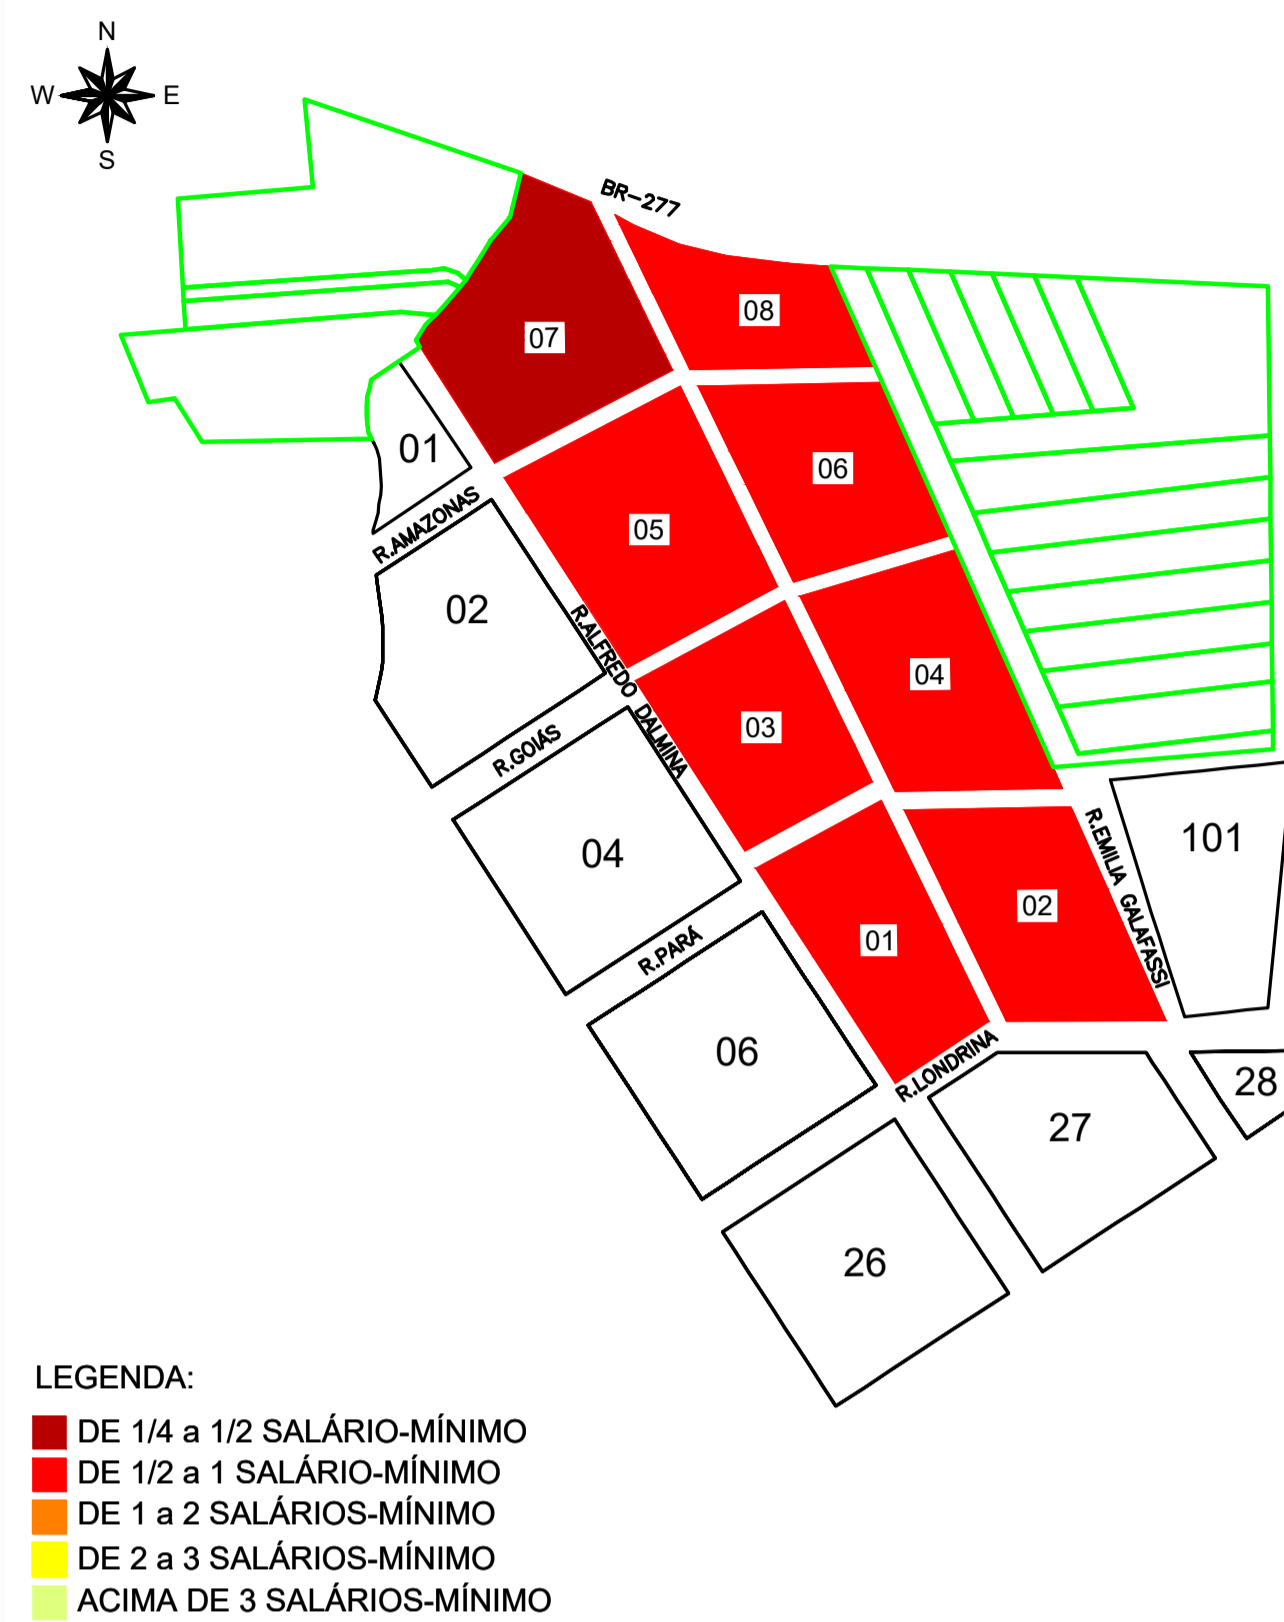 N
W
E
S
BR-277
08
07
01
06
R.AMAZONAS
05
02
R.ALFREDO DALMINA
04
03
R.GOIÁS
R.EMILIA GALAFASSI
101
04
02
01
R.PARÁ
06
R.LONDRINA
28
27
26
LEGENDA:
DE 1/4 a 1/2 SALÁRIO-MÍNIMO
DE 1/2 a 1 SALÁRIO-MÍNIMO
DE 1 a 2 SALÁRIOS-MÍNIMO
DE 2 a 3 SALÁRIOS-MÍNIMO
ACIMA DE 3 SALÁRIOS-MÍNIMO